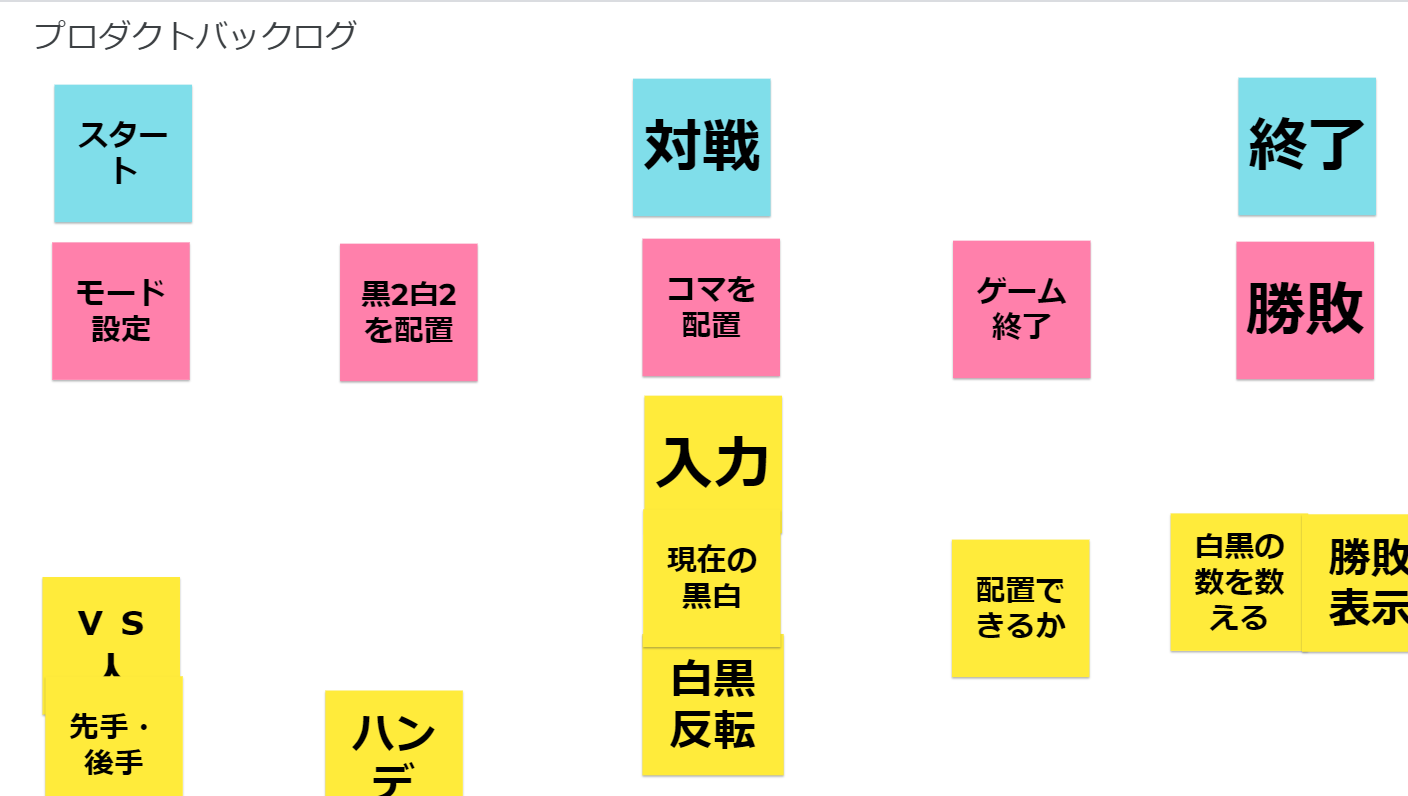 プロダクトバックログ
スター
ト
対戦
終了
モード
設定
黒2白2
を配置
コマを
配置
ゲーム
終了
勝敗
入力
現在の
黒白
白黒
反転
配置で
きるか
白黒の
数を数
える
勝敗
表示
ＶＳ
人
先手・
後手
ハン
デ